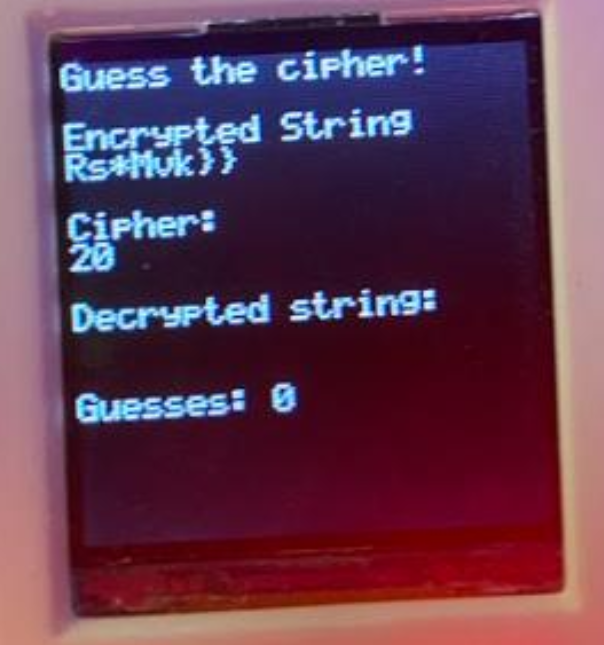 Guess the cipher!
Encrypted String
Rs*Mvk}}
Cipher:
20
Decrypted string:
Guesses: 0